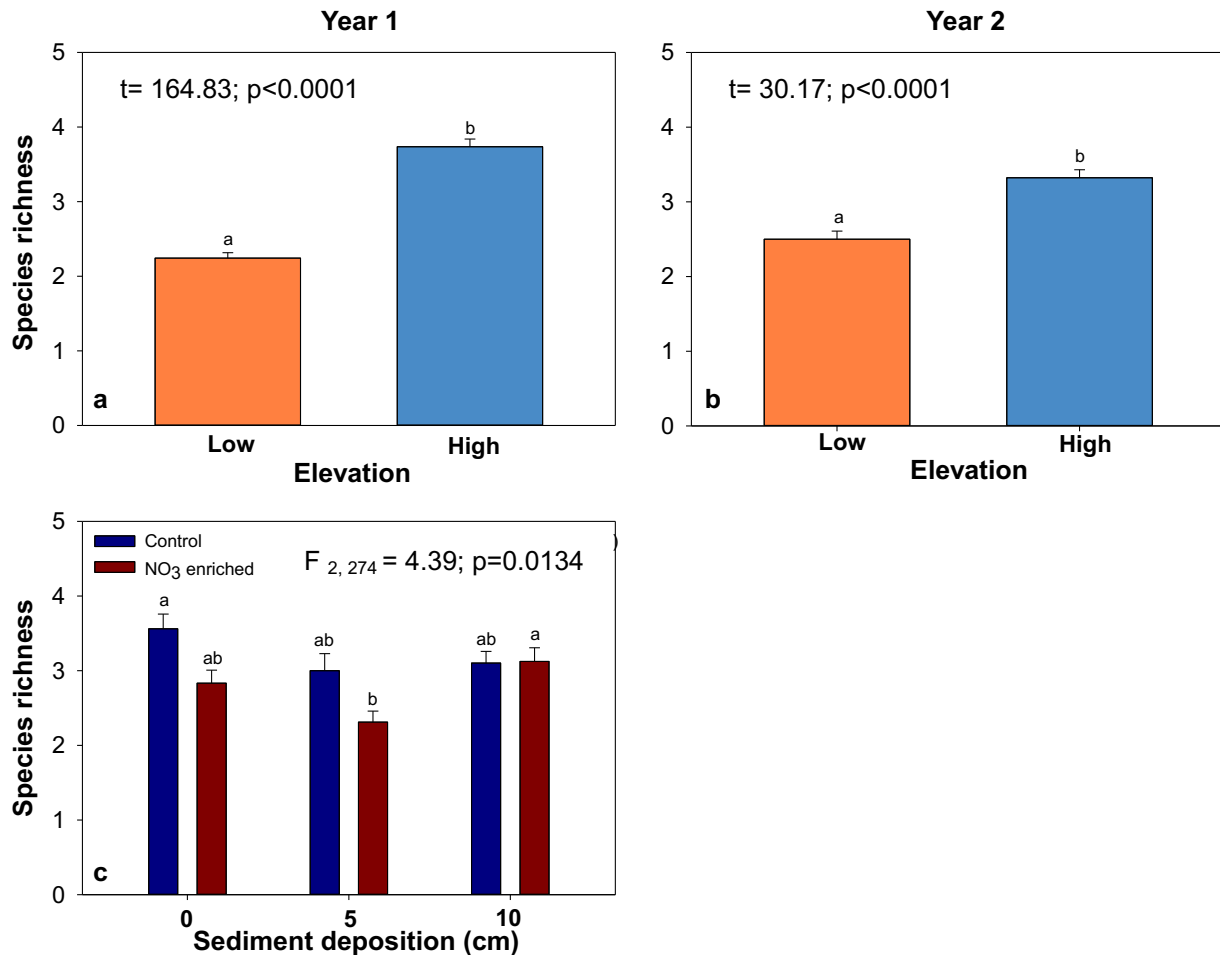 Year 1
t= 164.83; p<0.0001
Species richness
5
4
3
2
1
0
a
b
a
Low
High
Elevation
Year 2
t= 30.17; p<0.0001
5
4
3
2
1
0
a
b
b
Low
High
Elevation
Control
NO3 enriched
F 2, 274 = 4.39; p=0.0134
)
Species richness
5
4
3
2
1
0
a
ab
ab
b
ab
a
c
0
5
10
Sediment deposition (cm)